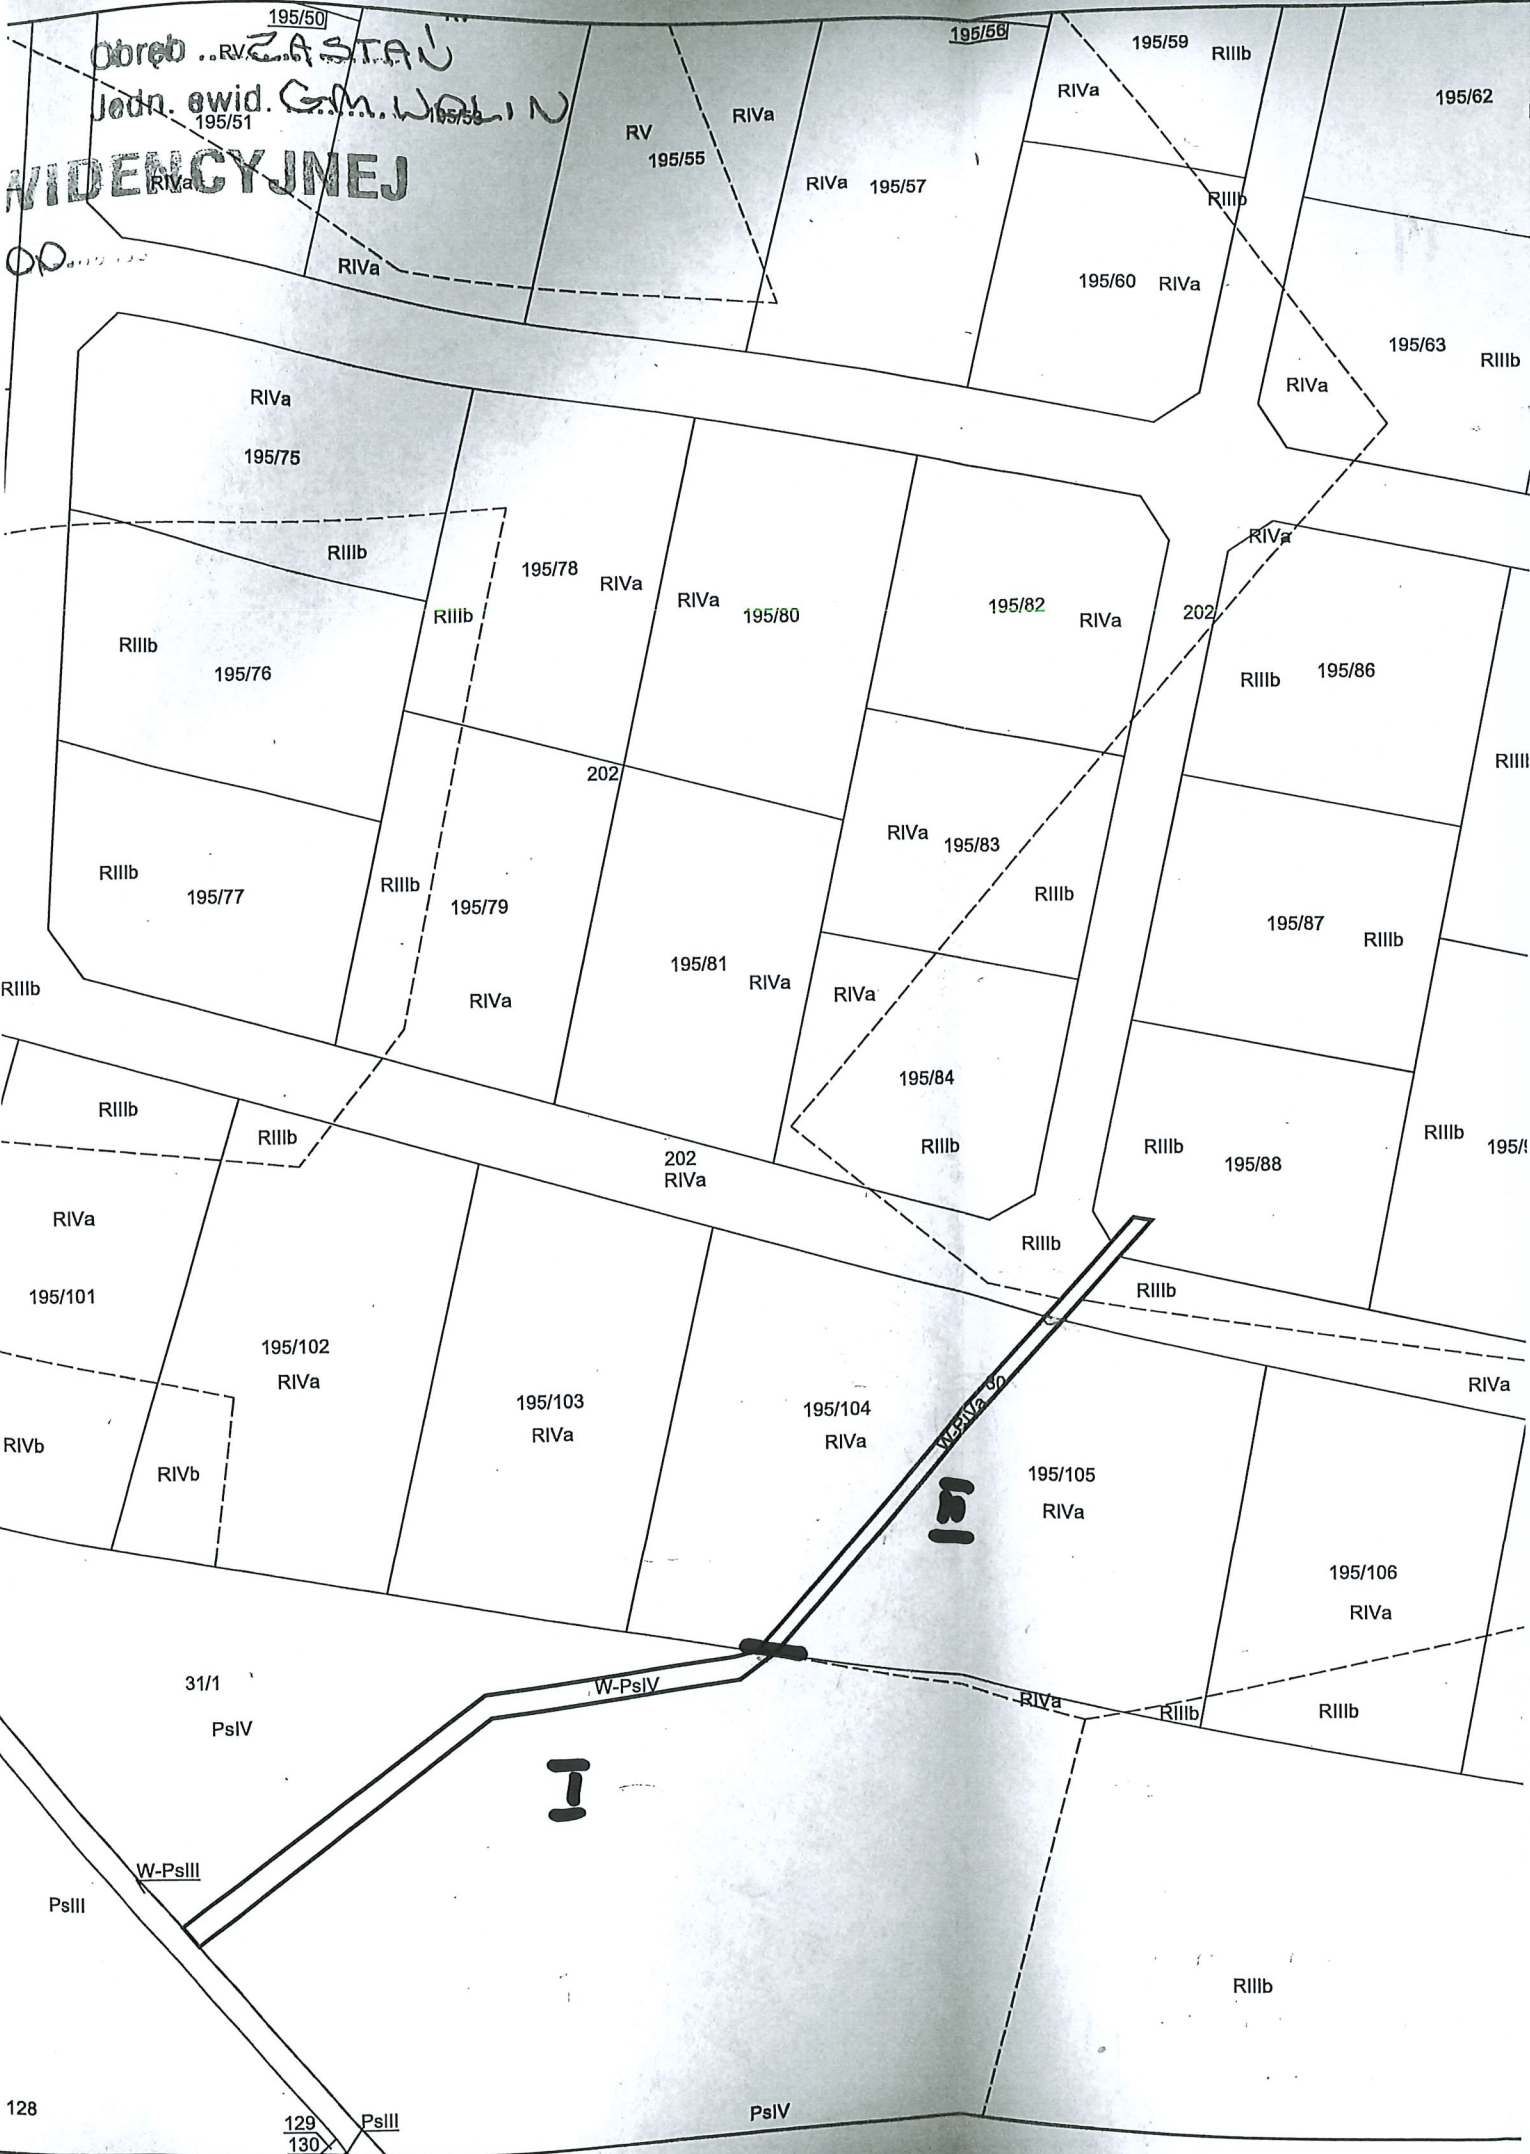 195/50
195/56
Obręb .. ZASTAŃ
RV
195/59 RIIIb
Jedn. ewid. GM. WOLIN
RIVa
195/62
195/51
195/53
RV
RIVa
195/55
WIDENCYJNEJ
RIVa
RIVa 195/57
RIIIb
OP
RIVa
195/60 RIVa
195/63 RIIIb
RIVa
RIVa
195/75
RIVa
RIIIb
195/78 RIVa
RIVa 195/80
195/82 RIVa
202
RIIIb
RIIIb
195/76
RIIIb 195/86
RIIIb
202
RIVa 195/83
RIIIb
195/77
RIIIb
195/79
RIIIb
195/87 RIIIb
195/81 RIVa
RIVa
RIIIb
RIVa
195/84
RIIIb
RIIIb
RIIIb
RIIIb
195/88
RIIIb
202
RIVa
RIVa
RIIIb
RIIIb
195/101
195/102
RIVa
30
W-RIVa
RIVa
195/103
RIVa
195/104
RIVa
RIVb
RIVb
195/105
RIVa
II
195/106
RIVa
31/1
PsIV
W-PsIV
RIVa
RIIIb
RIIIb
I
W-PsIII
PsIII
RIIIb
128
129
130
PsIII
PsIV